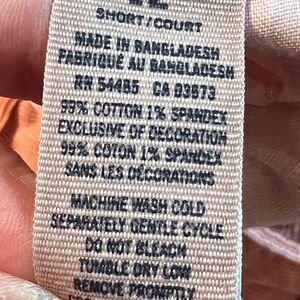 SHORT/COURT
MADE IN BANGLADESH
FABRIQUÉ AU BANGLADESH
RN 54485 CA 03673
99% COTTON 1% SPANDEX
EXCLUSIVE OF DECORATION
99% COTON 1% SPANDEX
SANS LES DÉCORATIONS
MACHINE WASH COLD
SEPARATELY GENTLE CYCLE
DO NOT BLEACH
TUMBLE DRY LOW
REMOVE PROMPTLY